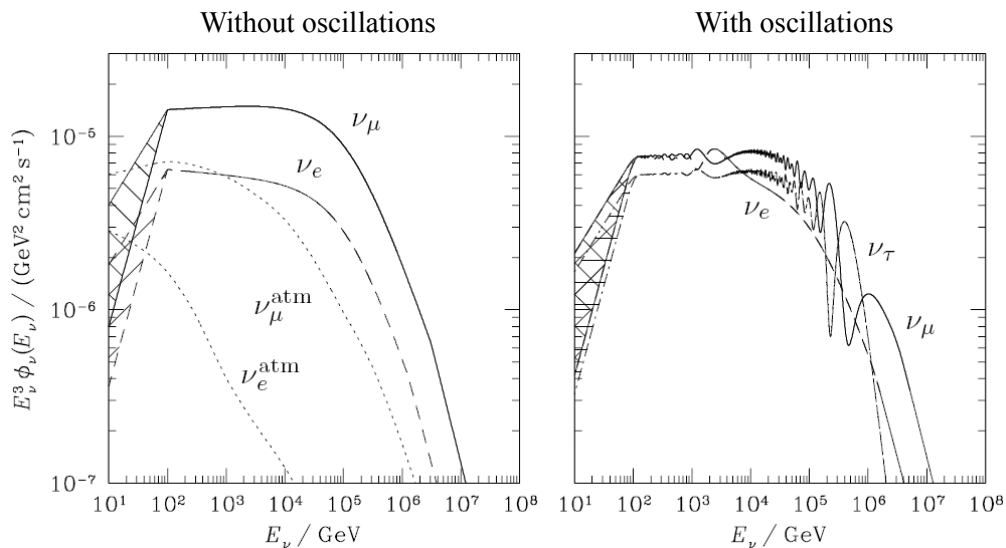 Without oscillations
With oscillations
E_ν^3 ϕ_ν(E_ν) / (GeV² cm² s⁻¹)
10⁻⁵
10⁻⁶
10⁻⁷
ν_μ
ν_e
ν_μ^atm
ν_e^atm
10¹ 10² 10³ 10⁴ 10⁵ 10⁶ 10⁷ 10⁸
E_ν / GeV
ν_e
ν_τ
ν_μ
10¹ 10² 10³ 10⁴ 10⁵ 10⁶ 10⁷ 10⁸
E_ν / GeV